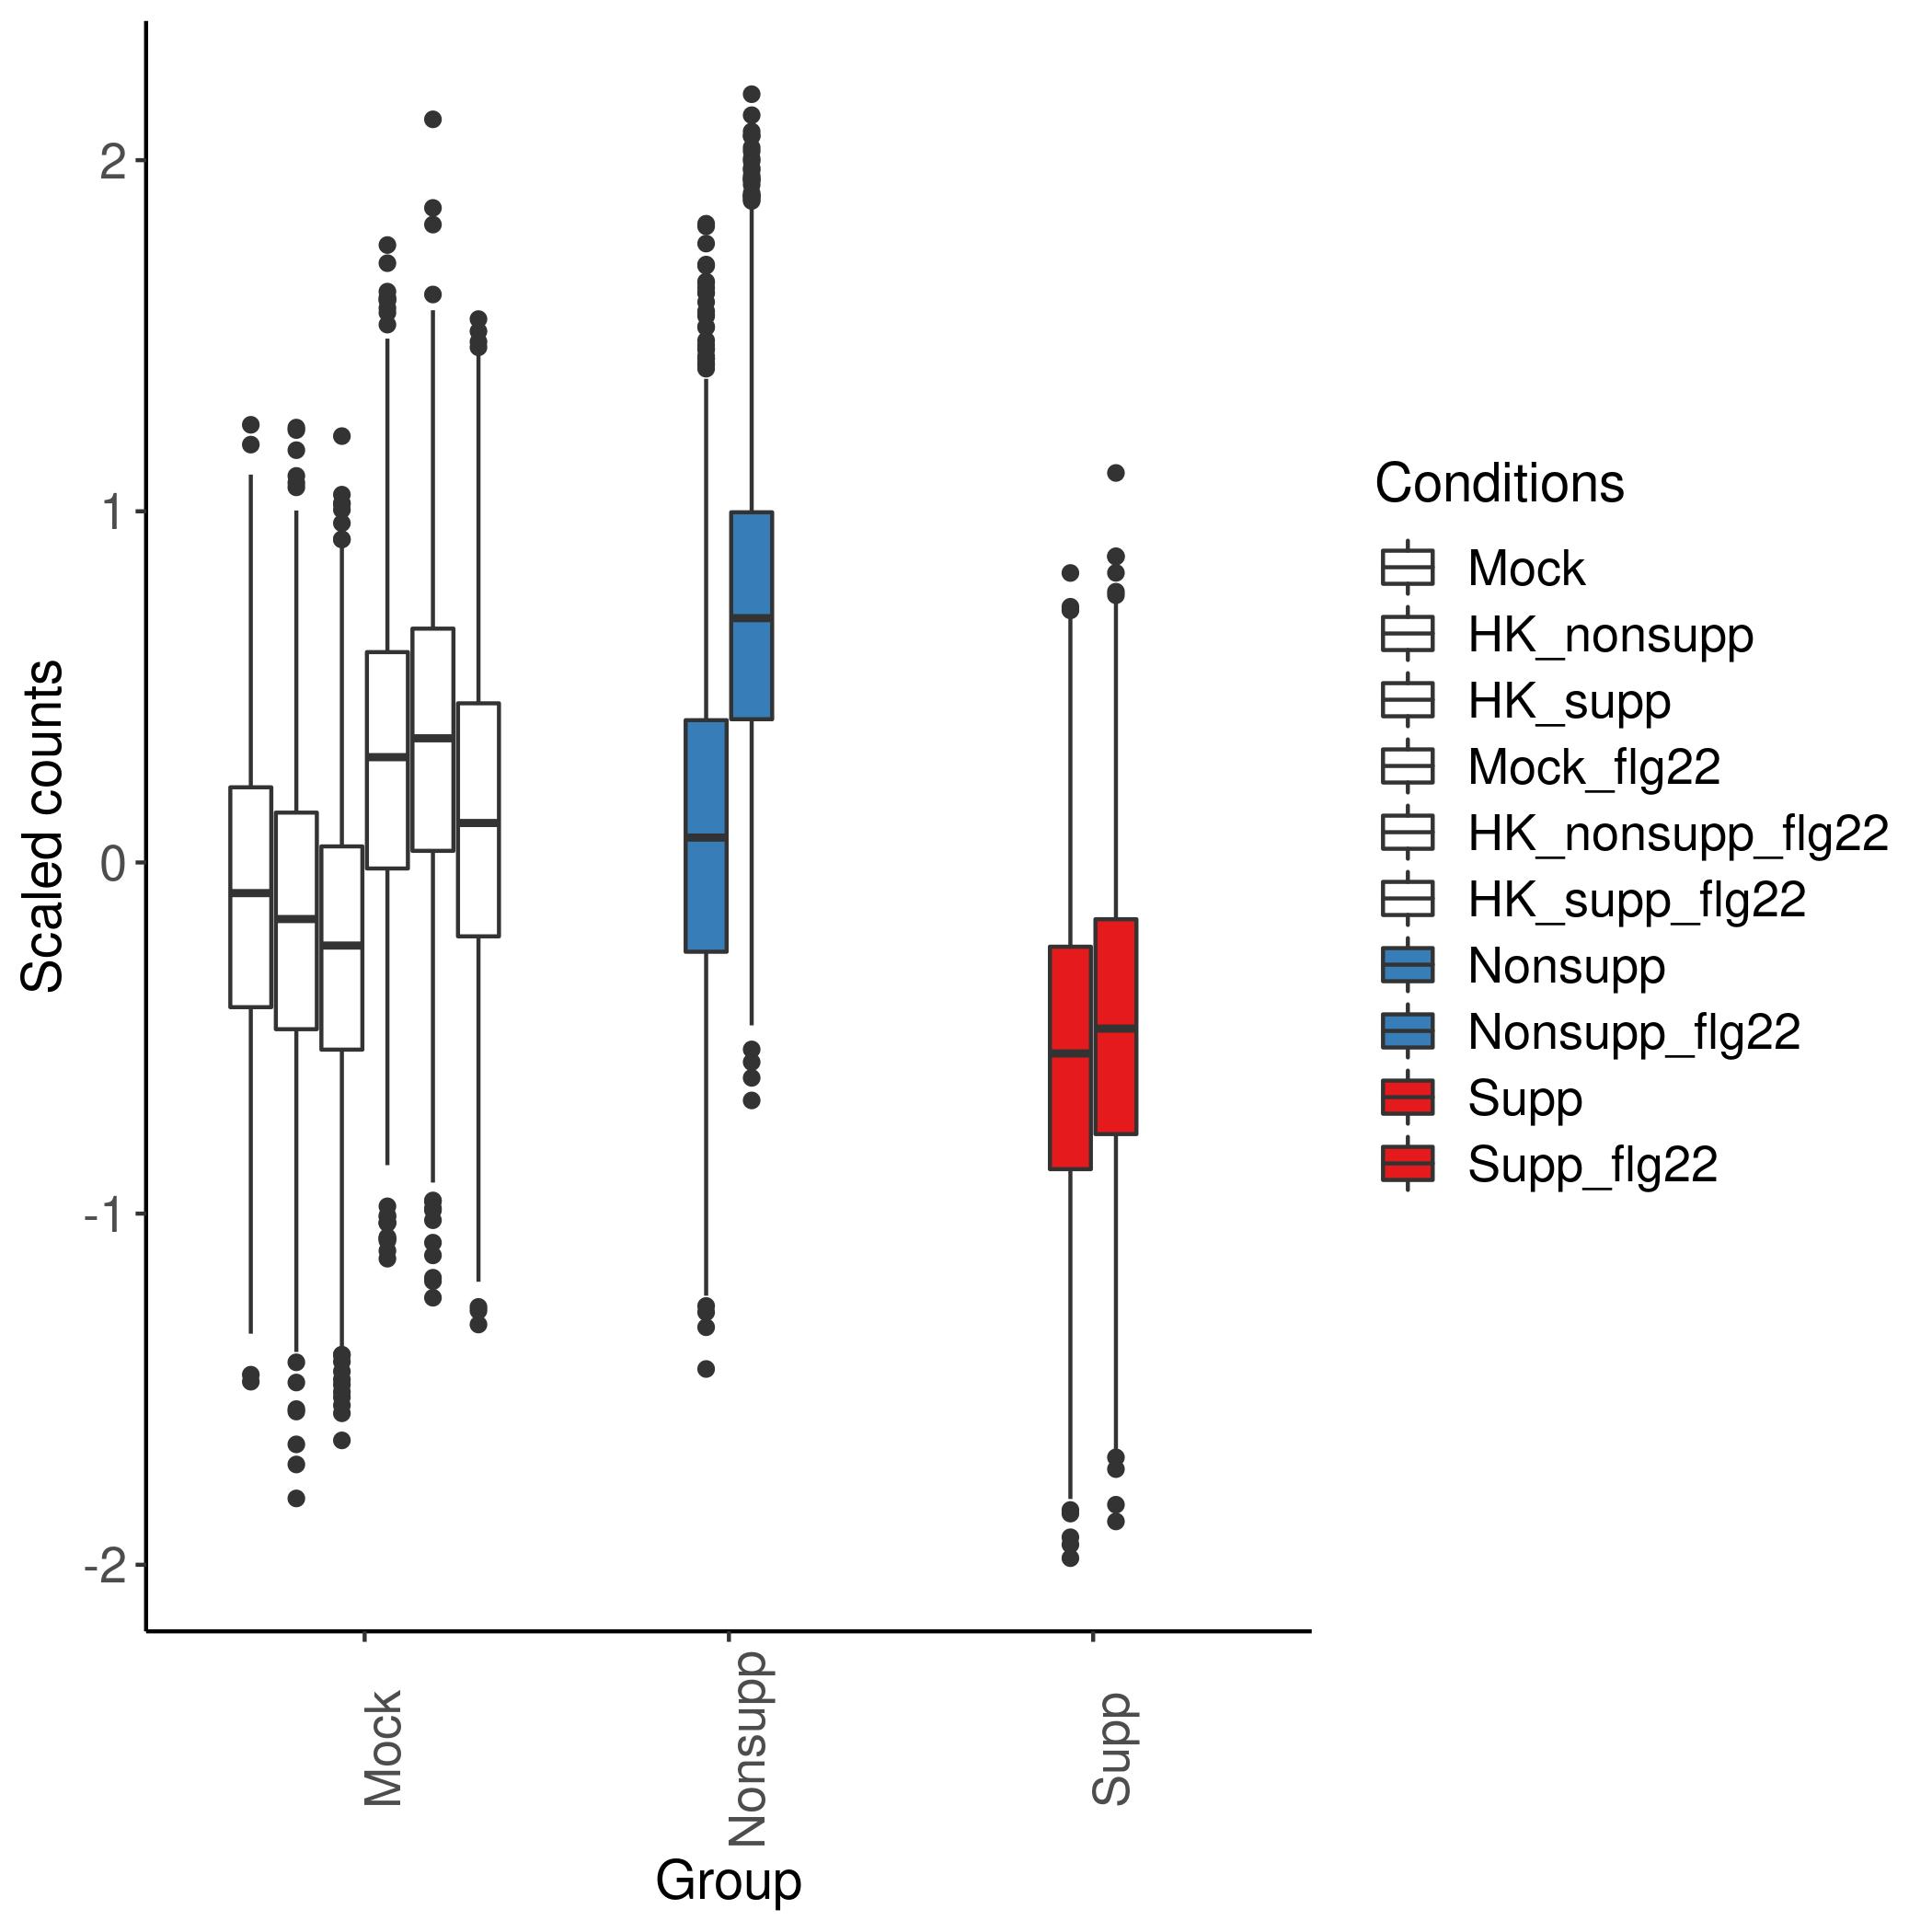 Scaled counts
2
1
0
-1
-2
Mock
Nonsupp
Supp
Group
Conditions
Mock
HK_nonsupp
HK_supp
Mock_flg22
HK_nonsupp_flg22
HK_supp_flg22
Nonsupp
Nonsupp_flg22
Supp
Supp_flg22